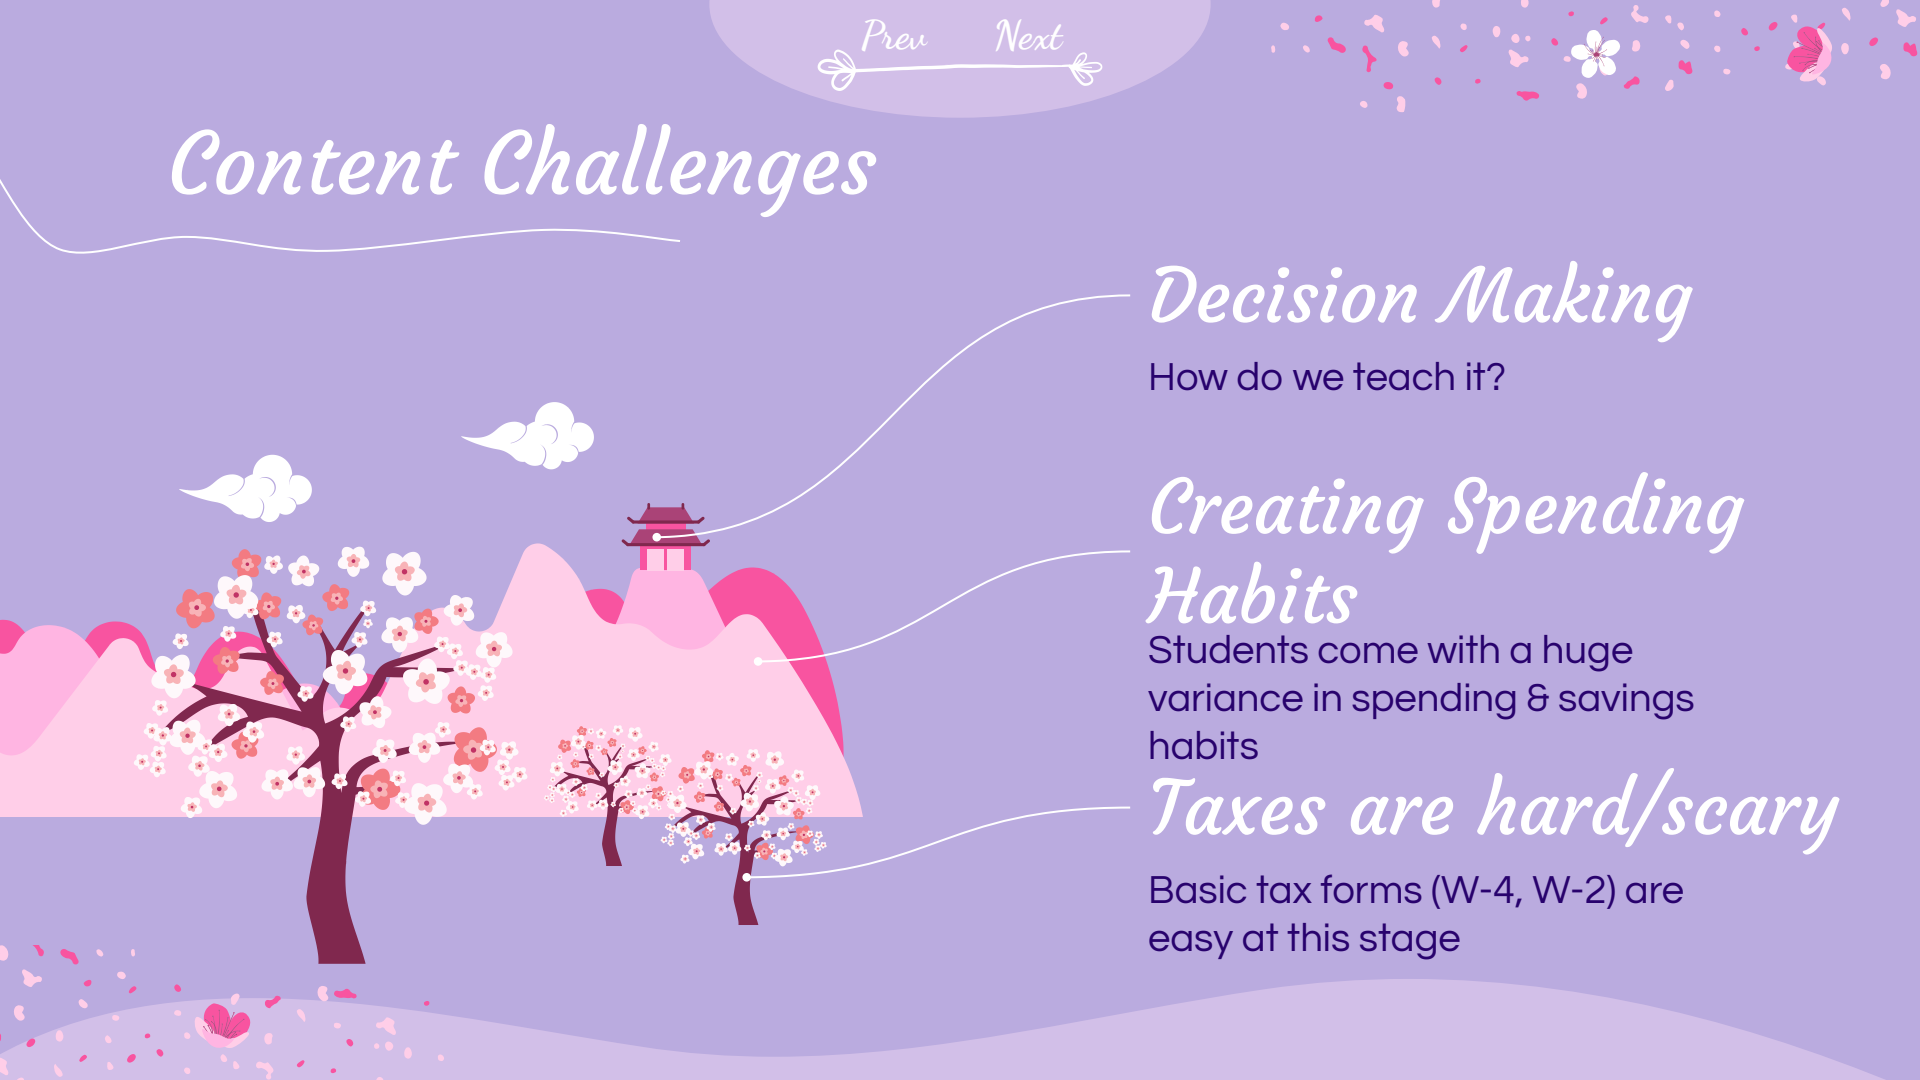 Prev Next
Content Challenges
Decision Making
How do we teach it?
Creating Spending
Habits
Students come with a huge
variance in spending & savings
habits
Taxes are hard/scary
Basic tax forms (W-4, W-2) are
easy at this stage